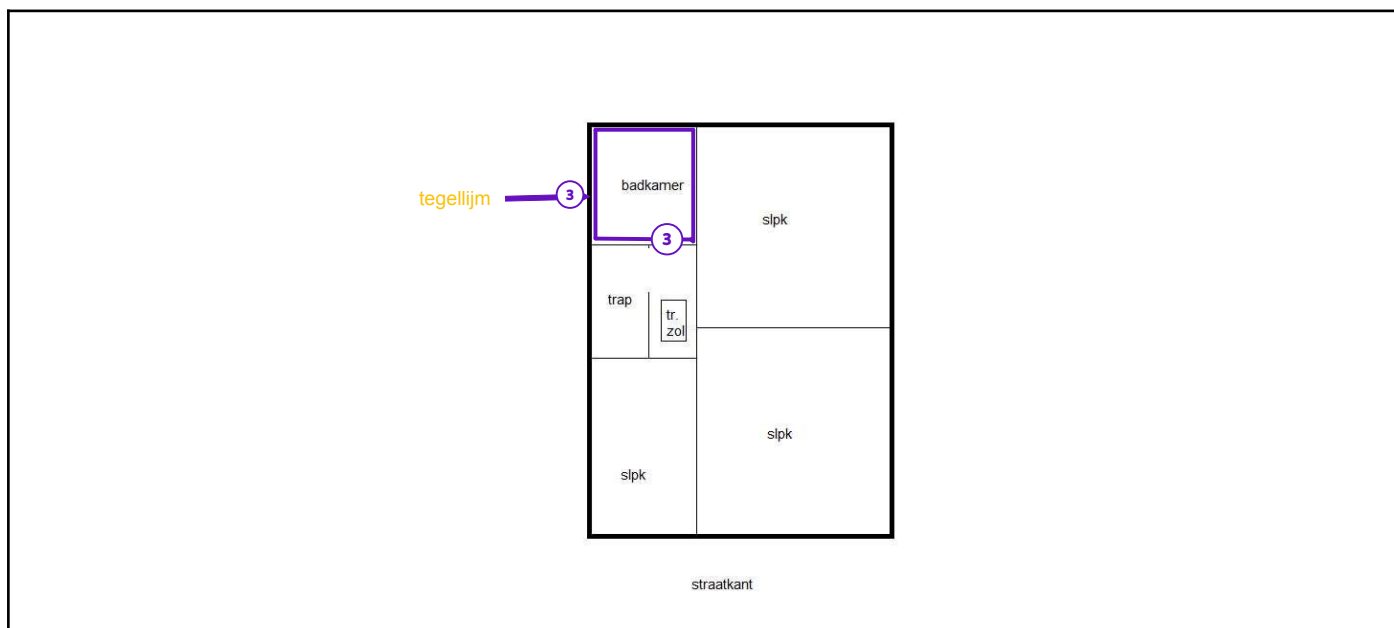 badkamer
tegellijm
3
slpk
3
trap
tr.
zol
slpk
slpk
straatkant